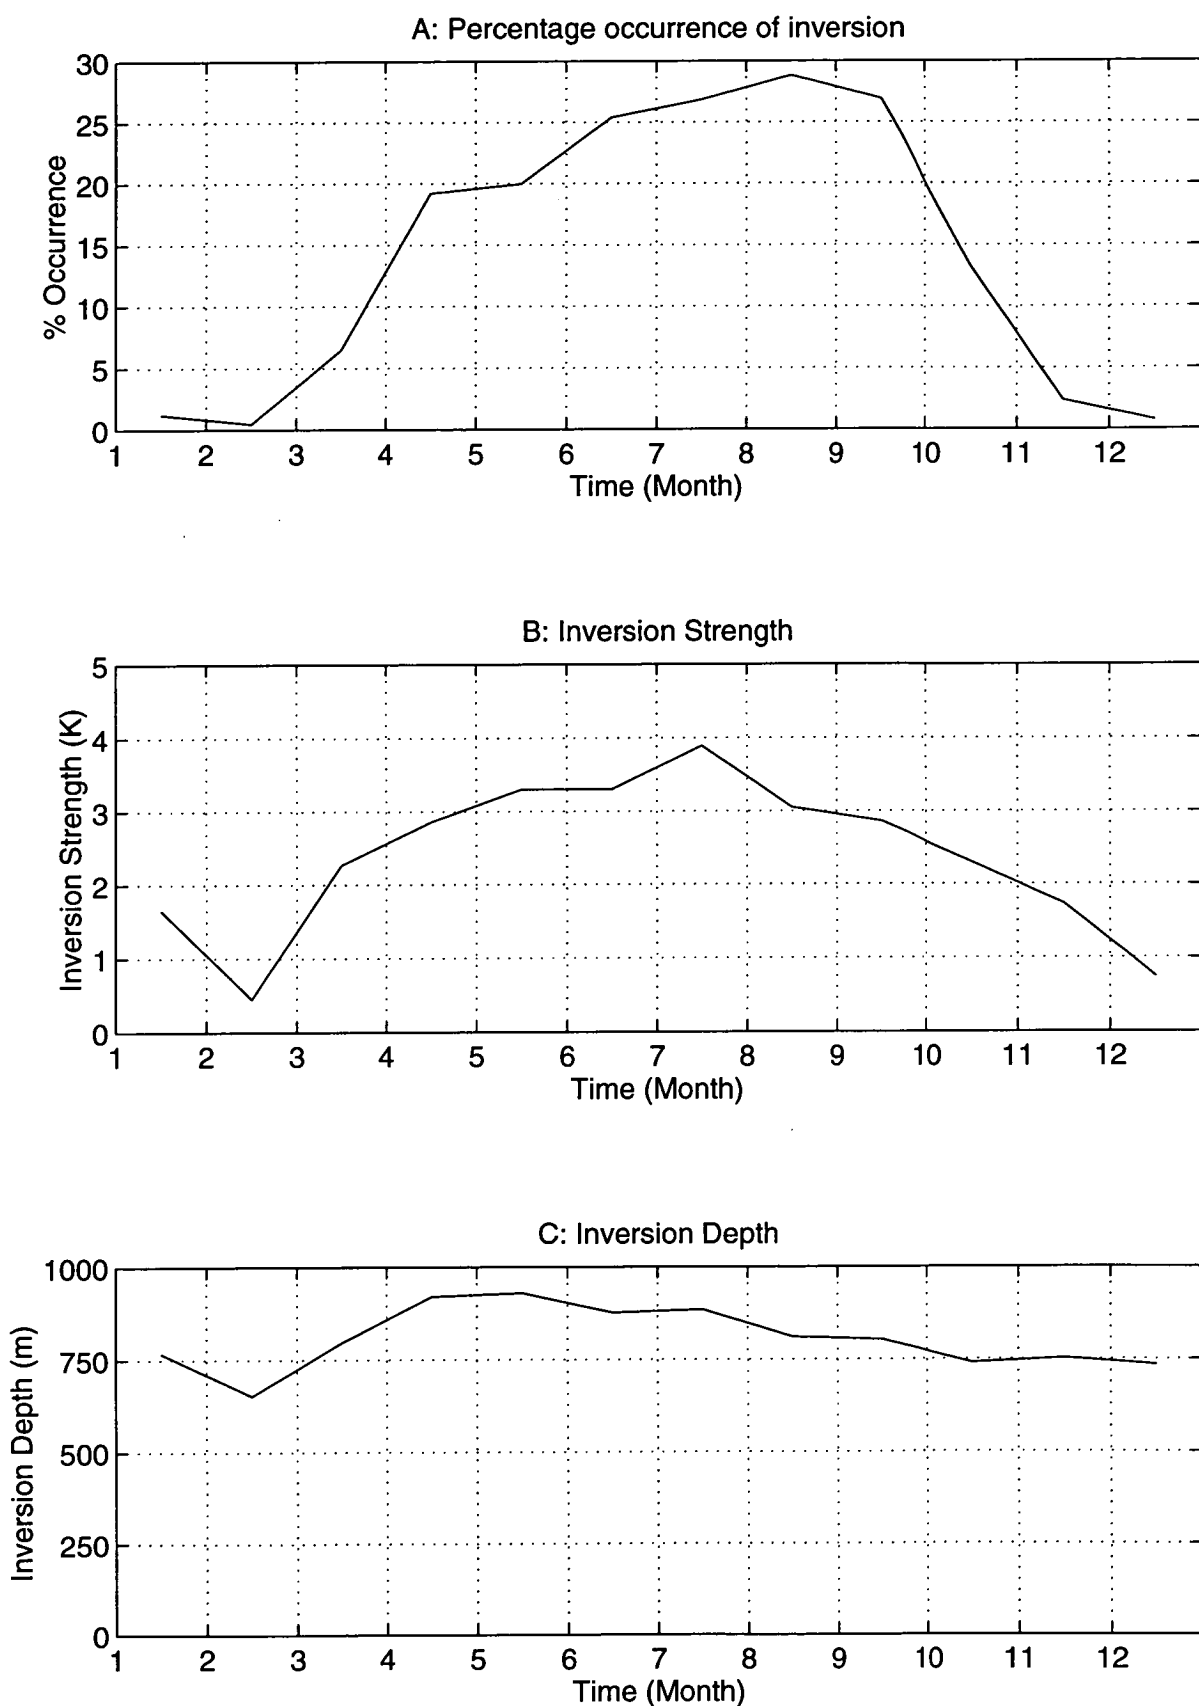 A: Percentage occurrence of inversion
30
25
20
15
10
5
0
% Occurrence
1 2 3 4 5 6 7 8 9 10 11 12
Time (Month)
B: Inversion Strength
5
4
3
2
1
0
Inversion Strength (K)
1 2 3 4 5 6 7 8 9 10 11 12
Time (Month)
C: Inversion Depth
1000
750
500
250
0
Inversion Depth (m)
1 2 3 4 5 6 7 8 9 10 11 12
Time (Month)